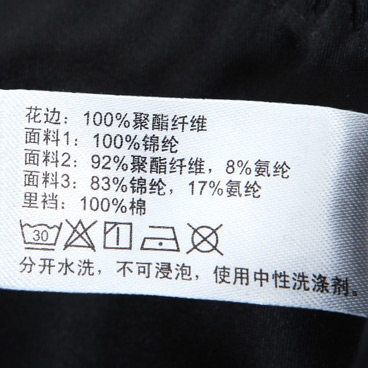 花边：100%聚酯纤维
面料1：100%锦纶
面料2：92%聚酯纤维，8%氨纶
面料3：83%锦纶，17%氨纶
里裆：100%棉
30
分开水洗，不可浸泡，使用中性洗涤剂。